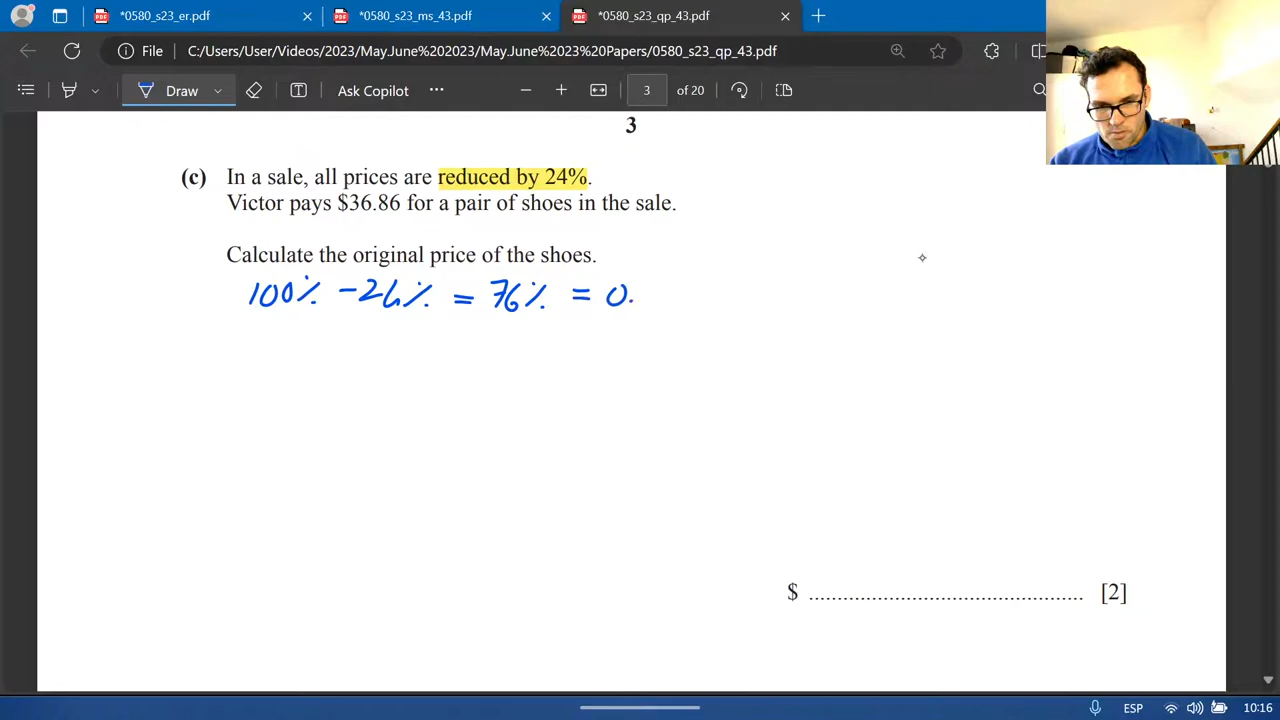 *0580_s23_er.pdf
*0580_s23_ms_43.pdf
*0580_s23_qp_43.pdf
File
C:/Users/User/Videos/2023/May.June%202023/May.June%2023%20Papers/0580_s23_qp_43.pdf
Draw
Ask Copilot
3
of 20
3
(c) In a sale, all prices are reduced by 24%.
Victor pays $36.86 for a pair of shoes in the sale.
Calculate the original price of the shoes.
100% - 24% = 76% = 0.
$ ................................................ [2]
ESP
10:16